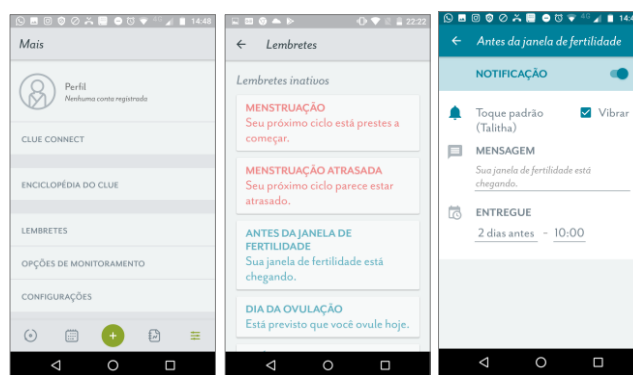 4G 14:48
Mais
Perfil
Nenhuma conta registrada
CLUE CONNECT
ENCICLOPÉDIA DO CLUE
LEMBRETES
OPÇÕES DE MONITORAMENTO
CONFIGURAÇÕES
22:22
Lembretes
Lembretes inativos
MENSTRUAÇÃO
Seu próximo ciclo está prestes a
começar.
MENSTRUAÇÃO ATRASADA
Seu próximo ciclo parece estar
atrasado.
ANTES DA JANELA DE
FERTILIDADE
Sua janela de fertilidade está
chegando.
DIA DA OVULAÇÃO
Está previsto que você ovule hoje.
4G 14:4
Antes da janela de fertilidade
NOTIFICAÇÃO
Toque padrão Vibrar
(Talitha)
MENSAGEM
Sua janela de fertilidade está
chegando.
ENTREGUE
2 dias antes - 10:00